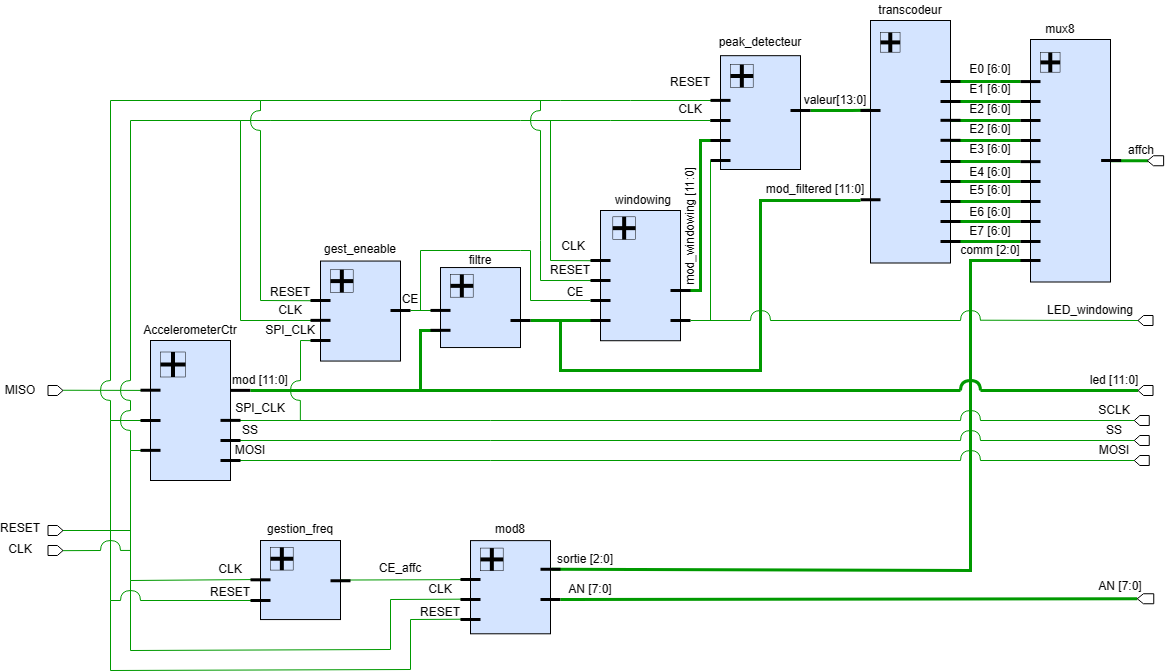 transcodeur
mux8
peak_detecteur
E0 [6:0]
RESET
E1 [6:0]
valeur[13:0]
CLK
E2 [6:0]
E2 [6:0]
E3 [6:0]
affch
E4 [6:0]
mod_filtered [11:0]
E5 [6:0]
windowing
mod_windowing [11:0]
E6 [6:0]
E7 [6:0]
gest_eneable
CLK
comm [2:0]
filtre
RESET
RESET
CE
CE
CLK
LED_windowing
AccelerometerCtr
SPI_CLK
MISO
mod [11:0]
led [11:0]
SPI_CLK
SCLK
SS
SS
MOSI
MOSI
RESET
gestion_freq
mod8
CLK
sortie [2:0]
CLK
CE_affc
RESET
CLK
AN [7:0]
AN [7:0]
RESET